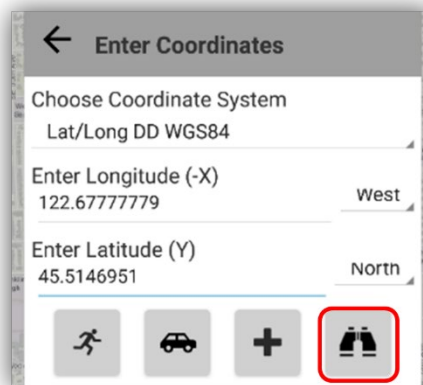 Enter Coordinates
Choose Coordinate System
Lat/Long DD WGS84
Enter Longitude (-X)
122.67777779
West
Enter Latitude (Y)
45.5146951
North